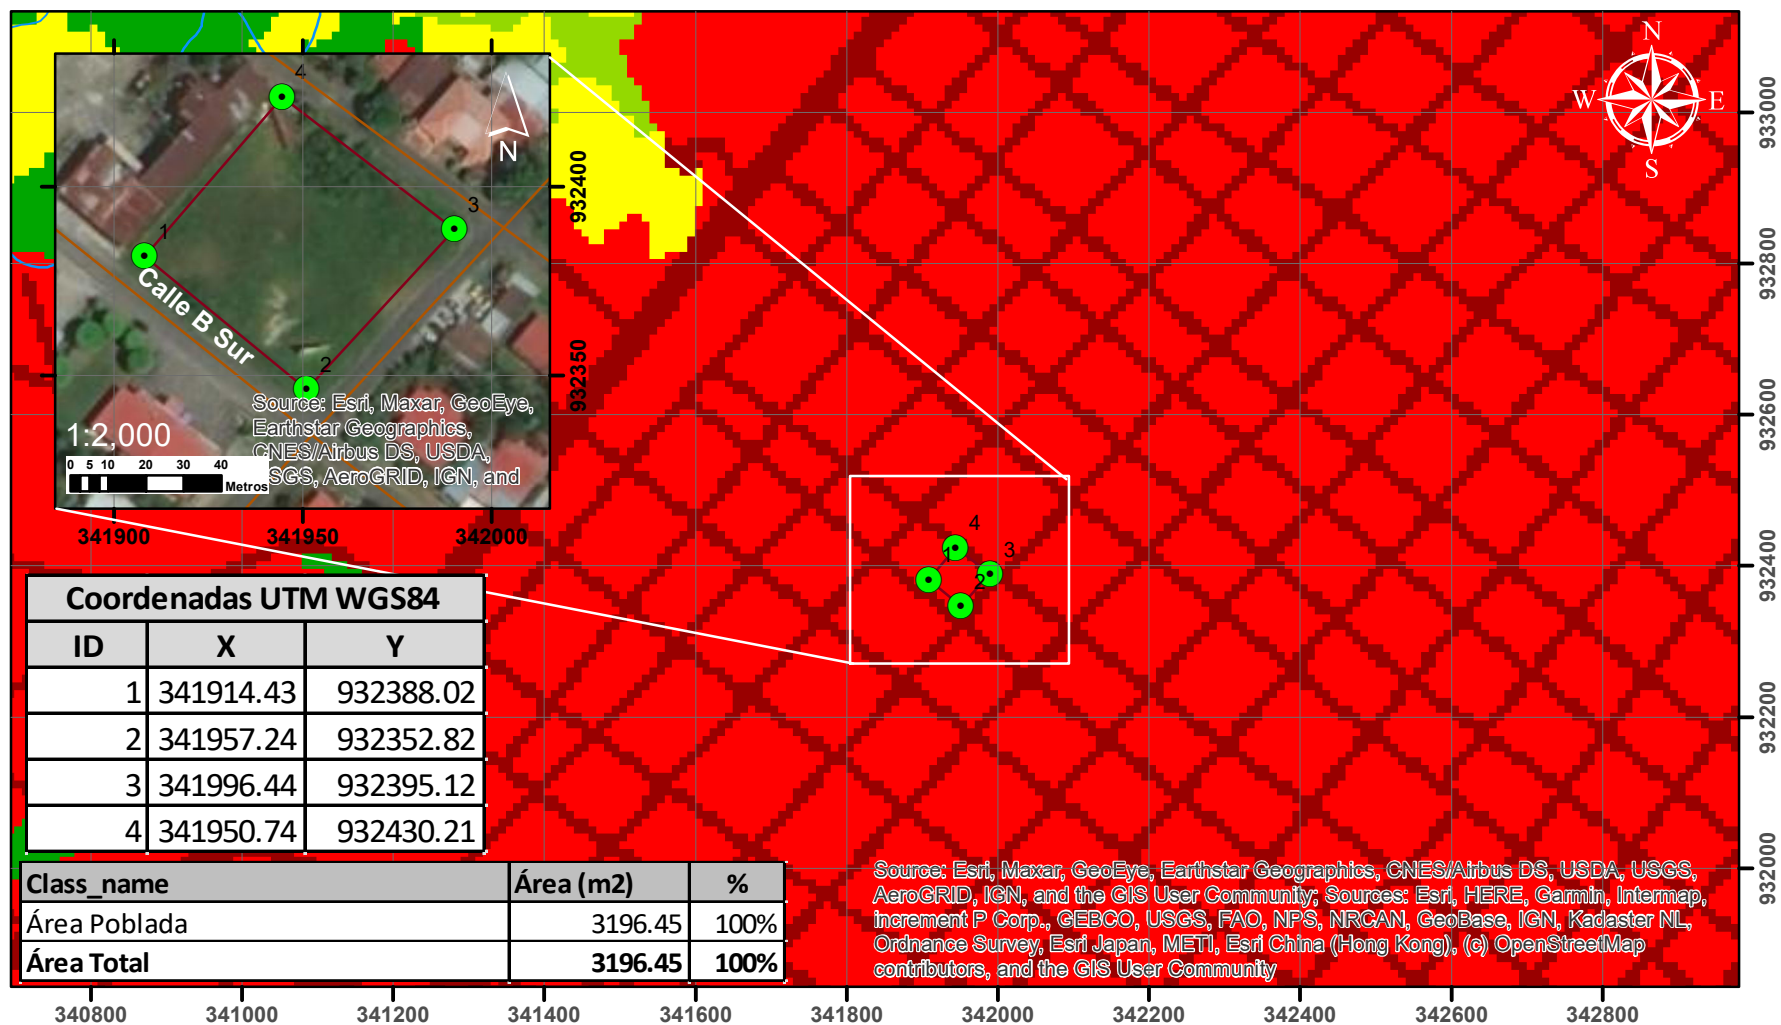 N
W E
S
4
N
3
1
2
Calle B Sur
Source: Esri, Maxar, GeoEye,
Earthstar Geographics,
CNES/Airbus DS, USDA,
USGS, AeroGRID, IGN, and
1:2,000
0 5 10 20 30 40
Metros
932400
932350
341900 341950 342000
4
3
1
2
Coordenadas UTM WGS84
ID X Y
1 341914.43 932388.02
2 341957.24 932352.82
3 341996.44 932395.12
4 341950.74 932430.21
Class_name Área (m2) %
Área Poblada 3196.45 100%
Área Total 3196.45 100%
Source: Esri, Maxar, GeoEye, Earthstar Geographics, CNES/Airbus DS, USDA, USGS,
AeroGRID, IGN, and the GIS User Community; Sources: Esri, HERE, Garmin, Intermap,
increment P Corp., GEBCO, USGS, FAO, NPS, NRCAN, GeoBase, IGN, Kadaster NL,
Ordnance Survey, Esri Japan, METI, Esri China (Hong Kong), (c) OpenStreetMap
contributors, and the GIS User Community
933000
932800
932600
932400
932200
932000
340800 341000 341200 341400 341600 341800 342000 342200 342400 342600 342800